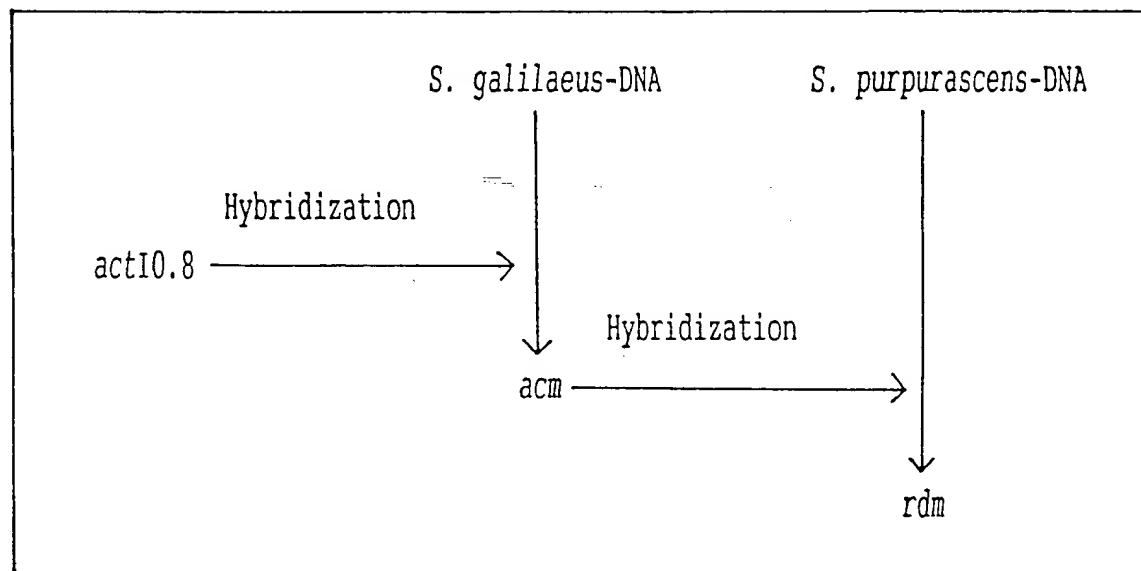 S. galilaeus-DNA S. purpurascens-DNA
Hybridization
actI0.8
Hybridization
acm
rdm